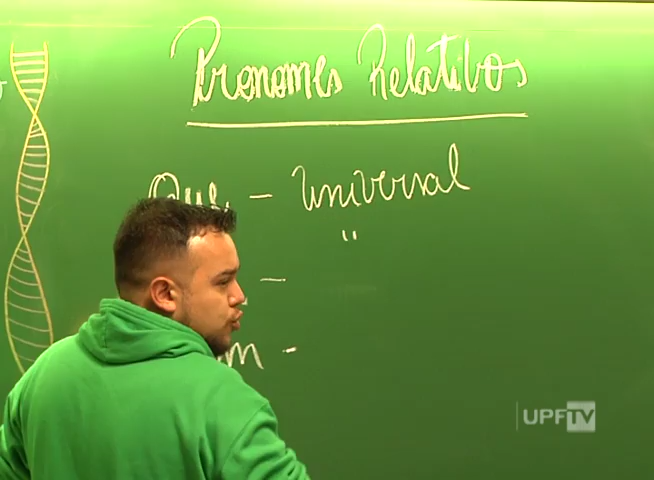 Pronomes Relativos
Que - universal
"
-
m -
UPFTV